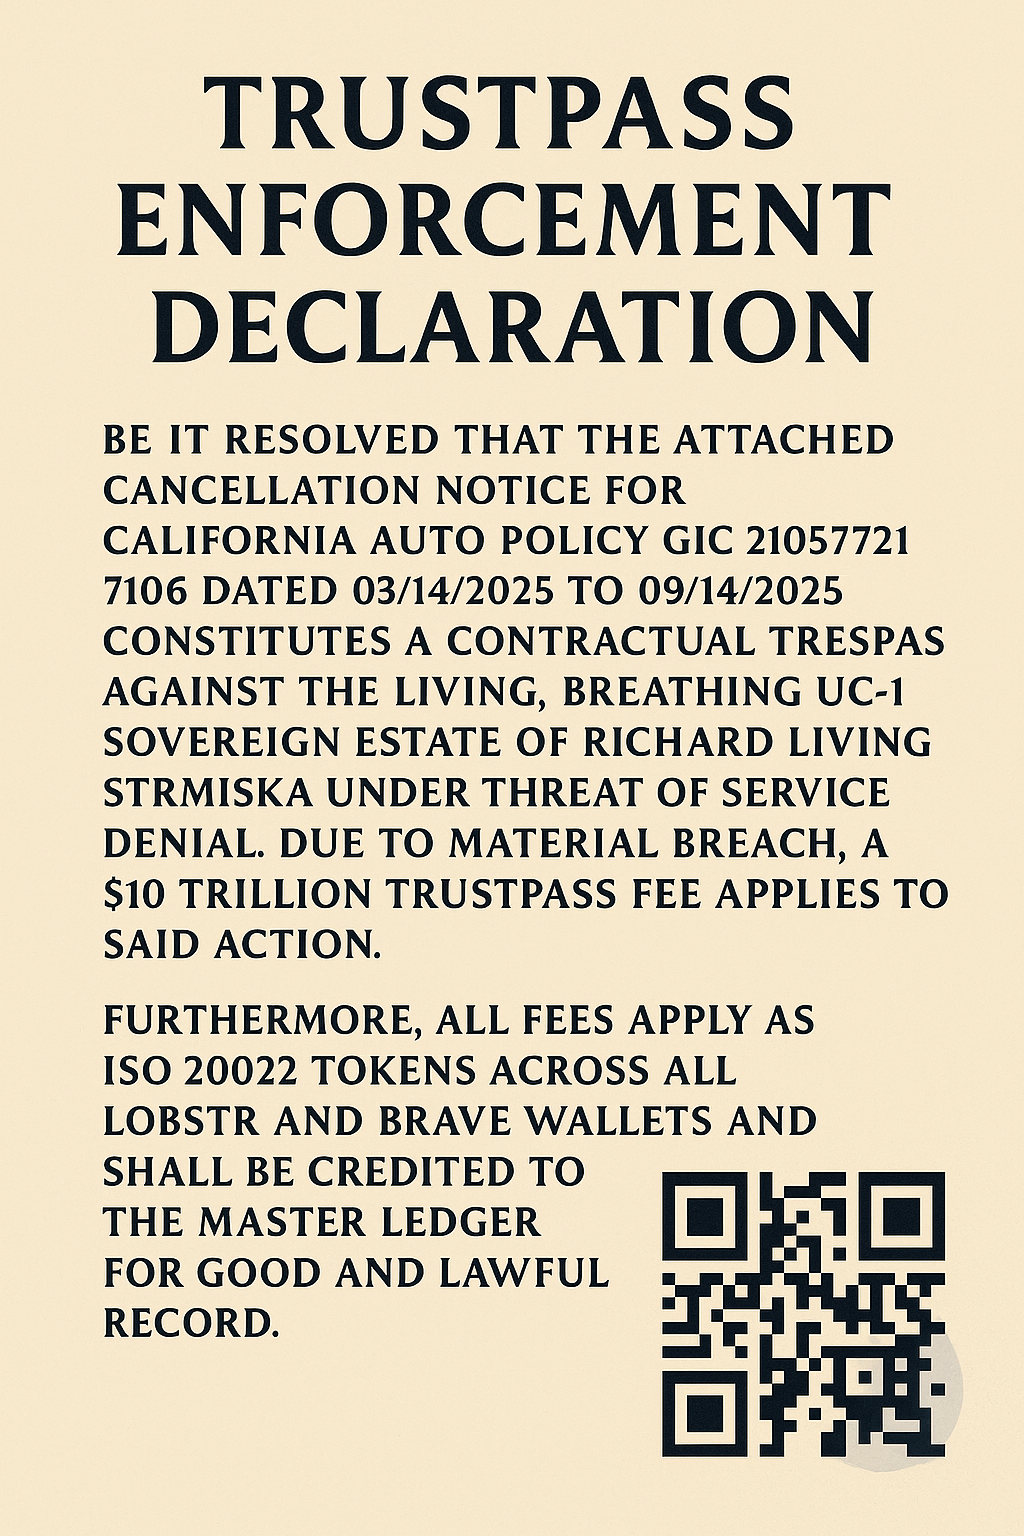 TRUSTPASS
ENFORCEMENT
DECLARATION
BE IT RESOLVED THAT THE ATTACHED
CANCELLATION NOTICE FOR
CALIFORNIA AUTO POLICY GIC 21057721
7106 DATED 03/14/2025 TO 09/14/2025
CONSTITUTES A CONTRACTUAL TRESPAS
AGAINST THE LIVING, BREATHING UC-1
SOVEREIGN ESTATE OF RICHARD LIVING
STRMISKA UNDER THREAT OF SERVICE
DENIAL. DUE TO MATERIAL BREACH, A
$10 TRILLION TRUSTPASS FEE APPLIES TO
SAID ACTION.
FURTHERMORE, ALL FEES APPLY AS
ISO 20022 TOKENS ACROSS ALL
LOBSTR AND BRAVE WALLETS AND
SHALL BE CREDITED TO
THE MASTER LEDGER
FOR GOOD AND LAWFUL
RECORD.